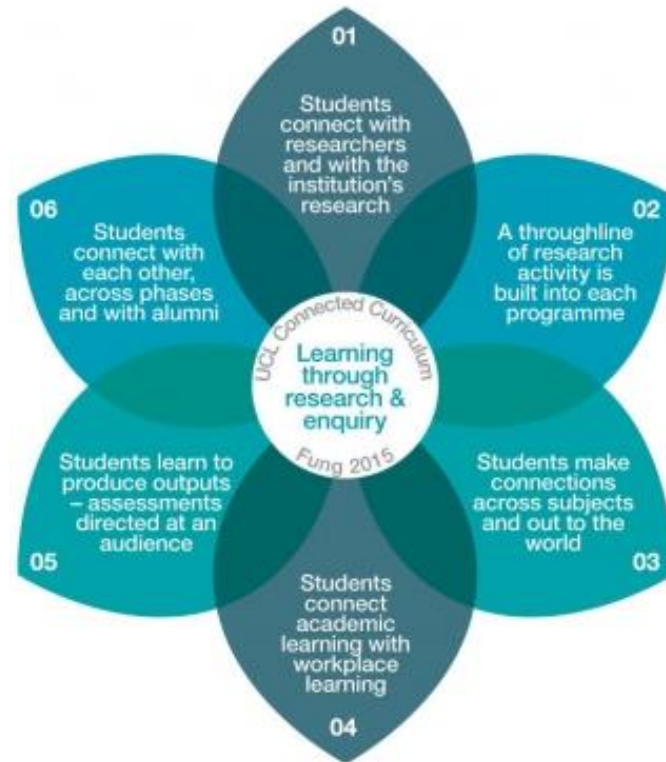 01
Students
connect with
researchers
and with the
institution's
research
02
A throughline
of research
activity is
built into each
programme
Students make
connections
across subjects
and out to the
world
03
Students
connect
academic
learning with
workplace
learning
04
Students learn to
produce outputs
– assessments
directed at an
audience
05
06
Students
connect with
each other,
across phases
and with alumni
UCL Connected Curriculum
Learning
through
research &
enquiry
Fung 2015